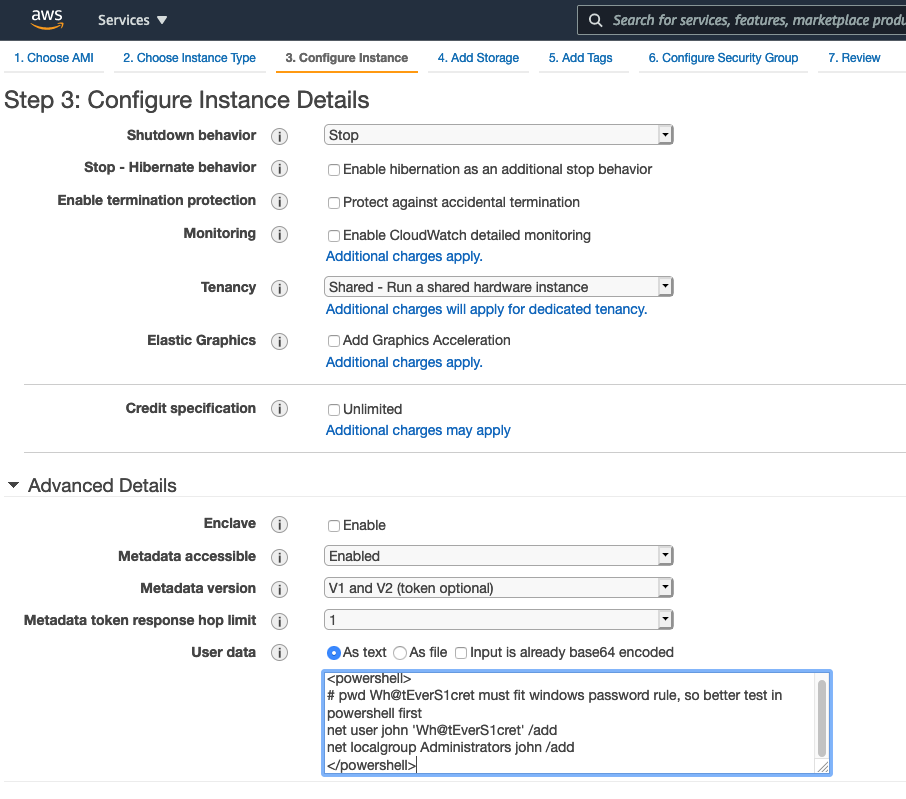 aws Services ▼ Search for services, features, marketplace produ
1. Choose AMI 2. Choose Instance Type 3. Configure Instance 4. Add Storage 5. Add Tags 6. Configure Security Group 7. Review
Step 3: Configure Instance Details
Shutdown behavior i Stop
Stop - Hibernate behavior i Enable hibernation as an additional stop behavior
Enable termination protection i Protect against accidental termination
Monitoring i Enable CloudWatch detailed monitoring
Additional charges apply.
Tenancy i Shared - Run a shared hardware instance
Additional charges will apply for dedicated tenancy.
Elastic Graphics i Add Graphics Acceleration
Additional charges apply.
Credit specification i Unlimited
Additional charges may apply
Advanced Details
Enclave i Enable
Metadata accessible i Enabled
Metadata version i V1 and V2 (token optional)
Metadata token response hop limit i 1
User data i As text As file Input is already base64 encoded
<powershell>
# pwd Wh@tEverS1cret must fit windows password rule, so better test in
powershell first
net user john 'Wh@tEverS1cret' /add
net localgroup Administrators john /add
</powershell>